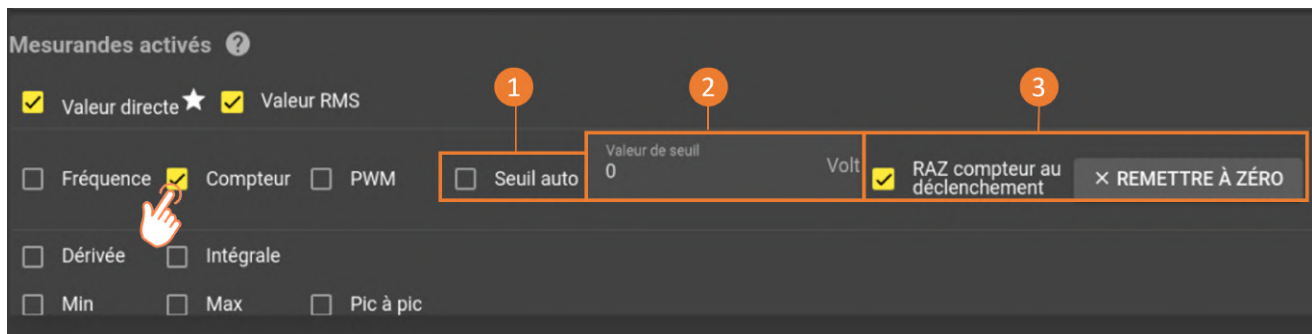 Mesurandes activés ?
1 2 3
Valeur directe Valeur RMS
Fréquence Compteur PWM Seuil auto Valeur de seuil 0 Volt RAZ compteur au déclenchement × REMETTRE À ZÉRO
Dérivée Intégrale
Min Max Pic à pic